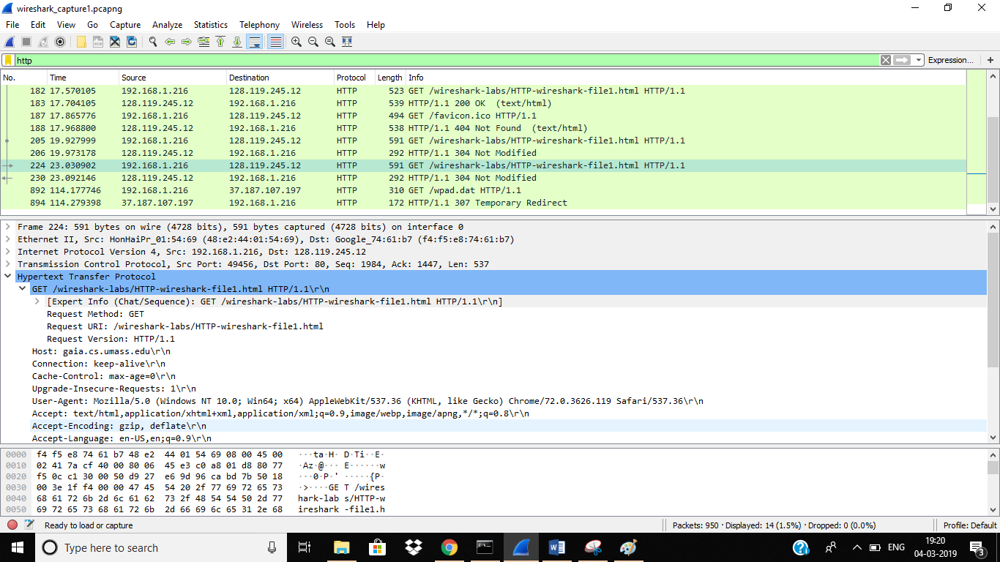 wireshark_capture1.pcapng
File Edit View Go Capture Analyze Statistics Telephony Wireless Tools Help
http Expression... +
No. Time Source Destination Protocol Length Info
182 17.570105 192.168.1.216 128.119.245.12 HTTP 523 GET /wireshark-labs/HTTP-wireshark-file1.html HTTP/1.1
183 17.704105 128.119.245.12 192.168.1.216 HTTP 539 HTTP/1.1 200 OK (text/html)
187 17.865776 192.168.1.216 128.119.245.12 HTTP 494 GET /favicon.ico HTTP/1.1
188 17.968800 128.119.245.12 192.168.1.216 HTTP 538 HTTP/1.1 404 Not Found (text/html)
205 19.927999 192.168.1.216 128.119.245.12 HTTP 591 GET /wireshark-labs/HTTP-wireshark-file1.html HTTP/1.1
206 19.973178 128.119.245.12 192.168.1.216 HTTP 292 HTTP/1.1 304 Not Modified
224 23.030902 192.168.1.216 128.119.245.12 HTTP 591 GET /wireshark-labs/HTTP-wireshark-file1.html HTTP/1.1
230 23.092146 128.119.245.12 192.168.1.216 HTTP 292 HTTP/1.1 304 Not Modified
892 114.177746 192.168.1.216 37.187.107.197 HTTP 310 GET /wpad.dat HTTP/1.1
894 114.279398 37.187.107.197 192.168.1.216 HTTP 172 HTTP/1.1 307 Temporary Redirect
Frame 224: 591 bytes on wire (4728 bits), 591 bytes captured (4728 bits) on interface 0
Ethernet II, Src: HonHaiPr_01:54:69 (48:e2:44:01:54:69), Dst: Google_74:61:b7 (f4:f5:e8:74:61:b7)
Internet Protocol Version 4, Src: 192.168.1.216, Dst: 128.119.245.12
Transmission Control Protocol, Src Port: 49456, Dst Port: 80, Seq: 1984, Ack: 1447, Len: 537
Hypertext Transfer Protocol
GET /wireshark-labs/HTTP-wireshark-file1.html HTTP/1.1\r\n
[Expert Info (Chat/Sequence): GET /wireshark-labs/HTTP-wireshark-file1.html HTTP/1.1\r\n]
Request Method: GET
Request URI: /wireshark-labs/HTTP-wireshark-file1.html
Request Version: HTTP/1.1
Host: gaia.cs.umass.edu\r\n
Connection: keep-alive\r\n
Cache-Control: max-age=0\r\n
Upgrade-Insecure-Requests: 1\r\n
User-Agent: Mozilla/5.0 (Windows NT 10.0; Win64; x64) AppleWebKit/537.36 (KHTML, like Gecko) Chrome/72.0.3626.119 Safari/537.36\r\n
Accept: text/html,application/xhtml+xml,application/xml;q=0.9,image/webp,image/apng,*/*;q=0.8\r\n
Accept-Encoding: gzip, deflate\r\n
Accept-Language: en-US,en;q=0.9\r\n
0000 f4 f5 e8 74 61 b7 48 e2 44 01 54 69 08 00 45 00 ···ta·H· D·Ti··E·
0010 02 41 7a cf 40 00 80 06 45 e3 c0 a8 01 d8 80 77 ·Az·@··· E······w
0020 f5 0c c1 30 00 50 d9 27 e6 9d 96 ca bd 7b 50 18 ···0·P·' ·····{P·
0030 00 3e 1f f4 00 00 47 45 54 20 2f 77 69 72 65 73 ·>····GE T /wires
0040 68 61 72 6b 2d 6c 61 62 73 2f 48 54 54 50 2d 77 hark-lab s/HTTP-w
0050 69 72 65 73 68 61 72 6b 2d 66 69 6c 65 31 2e 68 ireshark -file1.h
Ready to load or capture Packets: 950 · Displayed: 14 (1.5%) · Dropped: 0 (0.0%) Profile: Default
Type here to search ENG 19:20
04-03-2019 3